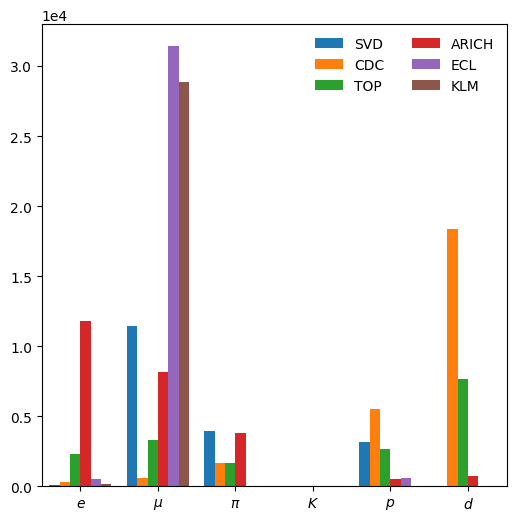 1e4
SVD
CDC
TOP
ARICH
ECL
KLM
3.0
2.5
2.0
1.5
1.0
0.5
0.0
e μ π K p d